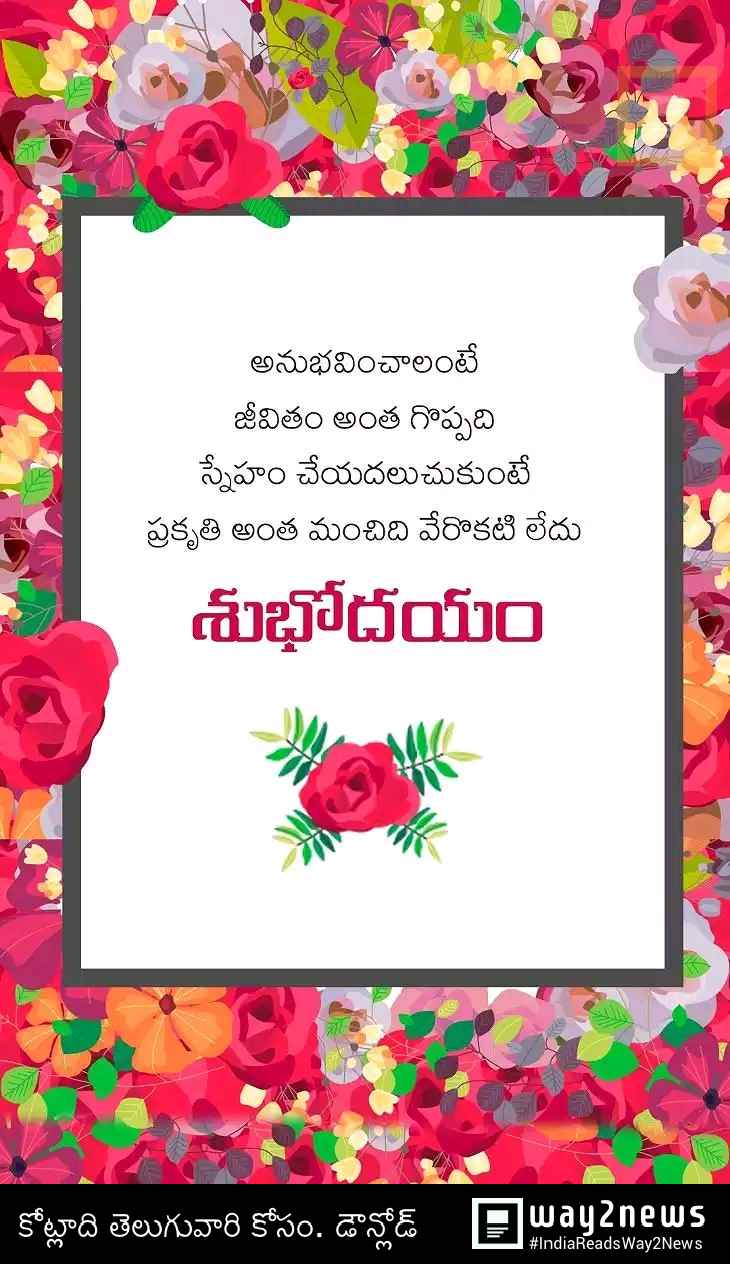 అనుభవించాలంటే
జీవితం అంత గొప్పది
స్నేహం చేయదలుచుకుంటే
ప్రకృతి అంత మంచిది వేరొకటి లేదు
శుభోదయం
కోట్లాది తెలుగువారి కోసం. డౌన్లోడ్
way2news
#IndiaReadsWay2News